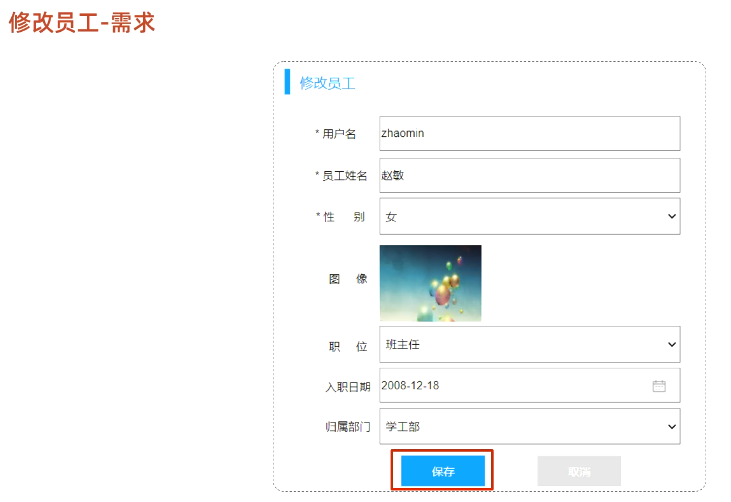 修改员工-需求
修改员工
* 用户名 zhaomin
* 员工姓名 赵敏
* 性 别 女
图 像
职 位 班主任
入职日期 2008-12-18
归属部门 学工部
保存 取消